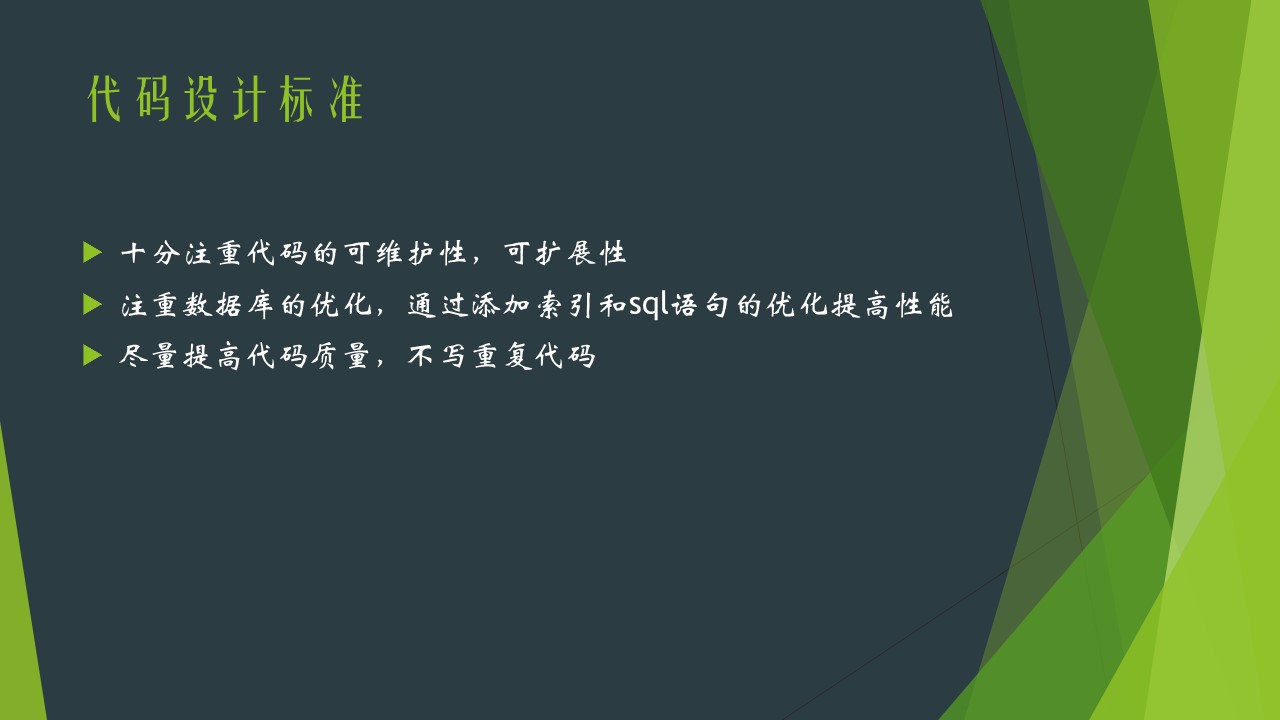 代码设计标准
十分注重代码的可维护性，可扩展性
注重数据库的优化，通过添加索引和sql语句的优化提高性能
尽量提高代码质量，不写重复代码